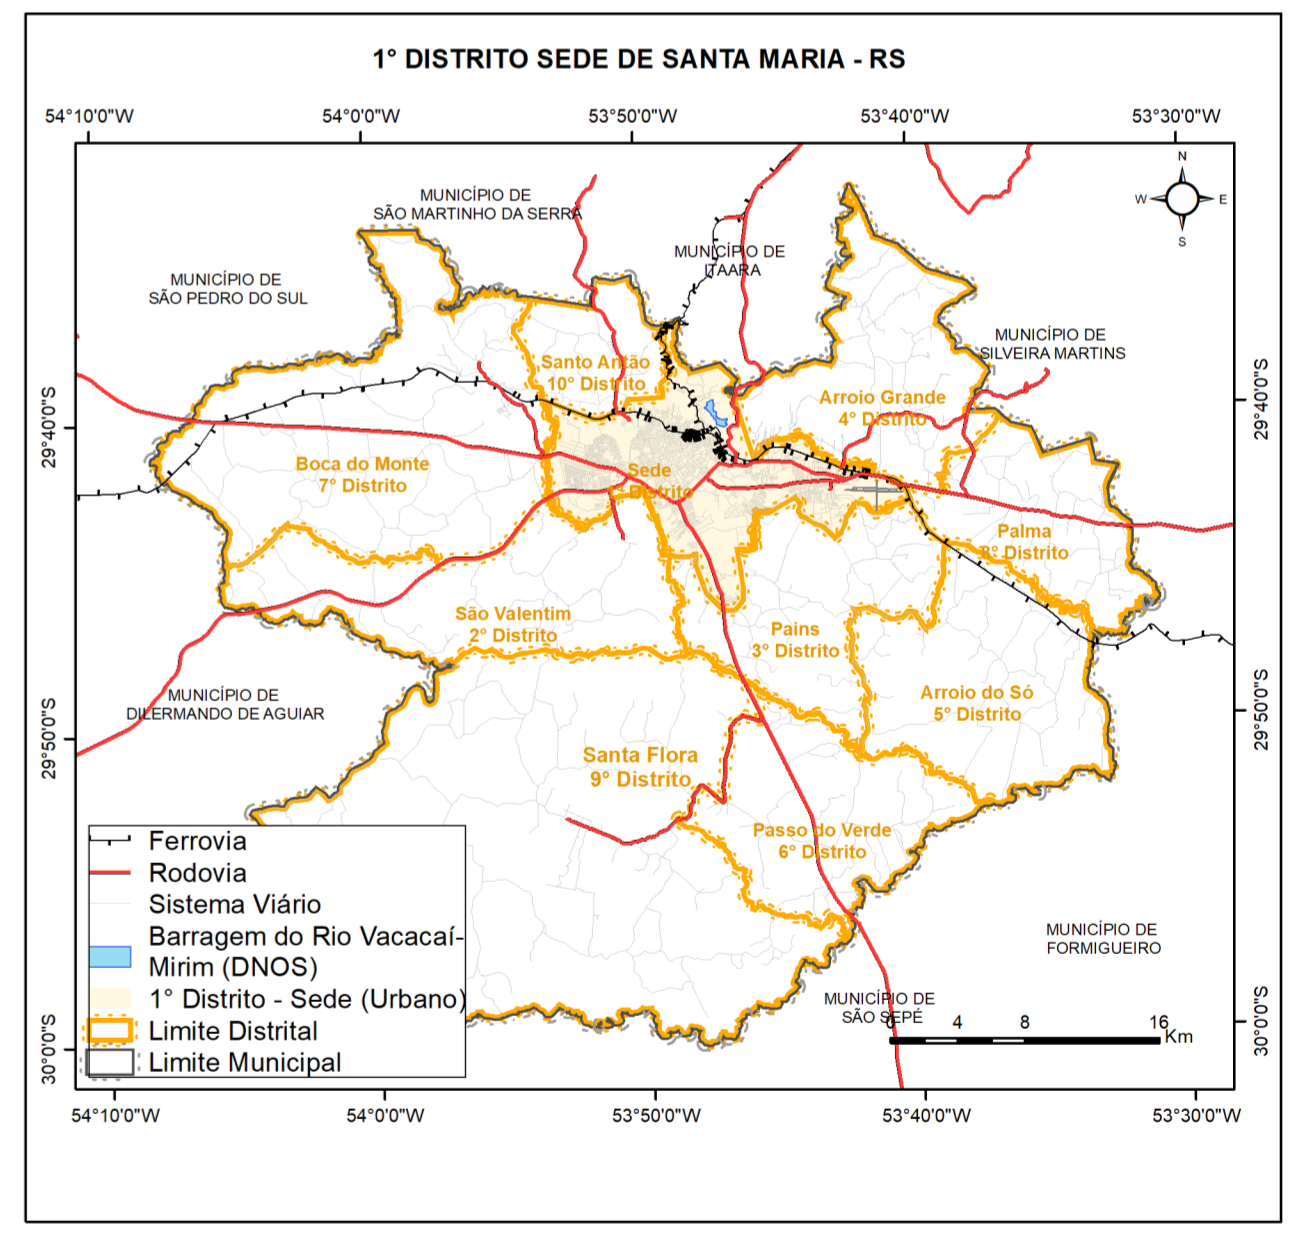 1° DISTRITO SEDE DE SANTA MARIA - RS
54°10'0"W 54°0'0"W 53°50'0"W 53°40'0"W 53°30'0"W
N
W E
S
MUNICÍPIO DE
SÃO MARTINHO DA SERRA
MUNICÍPIO DE
ITAARA
MUNICÍPIO DE
SÃO PEDRO DO SUL
MUNICÍPIO DE
SILVEIRA MARTINS
Santo Antão
10° Distrito
Arroio Grande
4° Distrito
29°40'0"S
29°40'0"S
Boca do Monte
7° Distrito
Sede
Distrito
Palma
8° Distrito
São Valentim
2° Distrito
Pains
3° Distrito
Arroio do Só
5° Distrito
MUNICÍPIO DE
DILERMANDO DE AGUIAR
29°50'0"S
29°50'0"S
Santa Flora
9° Distrito
Passo do Verde
6° Distrito
MUNICÍPIO DE
FORMIGUEIRO
MUNICÍPIO DE
SÃO SEPÉ
0 4 8 16
Km
30°0'0"S
30°0'0"S
Ferrovia
Rodovia
Sistema Viário
Barragem do Rio Vacacaí-
Mirim (DNOS)
1° Distrito - Sede (Urbano)
Limite Distrital
Limite Municipal
54°10'0"W 54°0'0"W 53°50'0"W 53°40'0"W 53°30'0"W